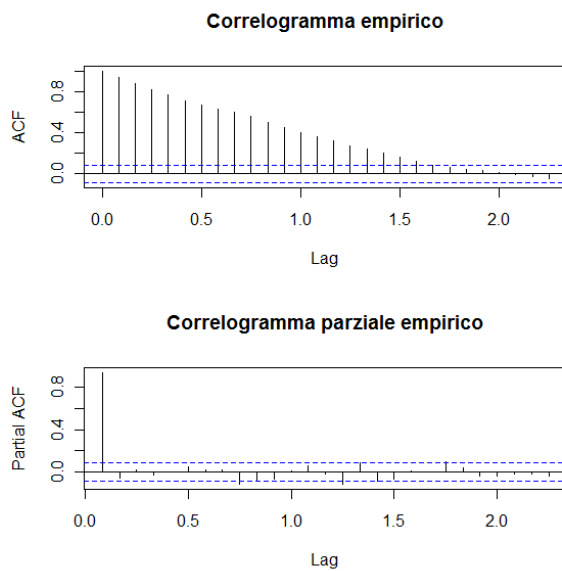 Correlogramma empirico
ACF
0.8
0.4
0.0
0.0 0.5 1.0 1.5 2.0
Lag
Correlogramma parziale empirico
Partial ACF
0.8
0.4
0.0
0.0 0.5 1.0 1.5 2.0
Lag